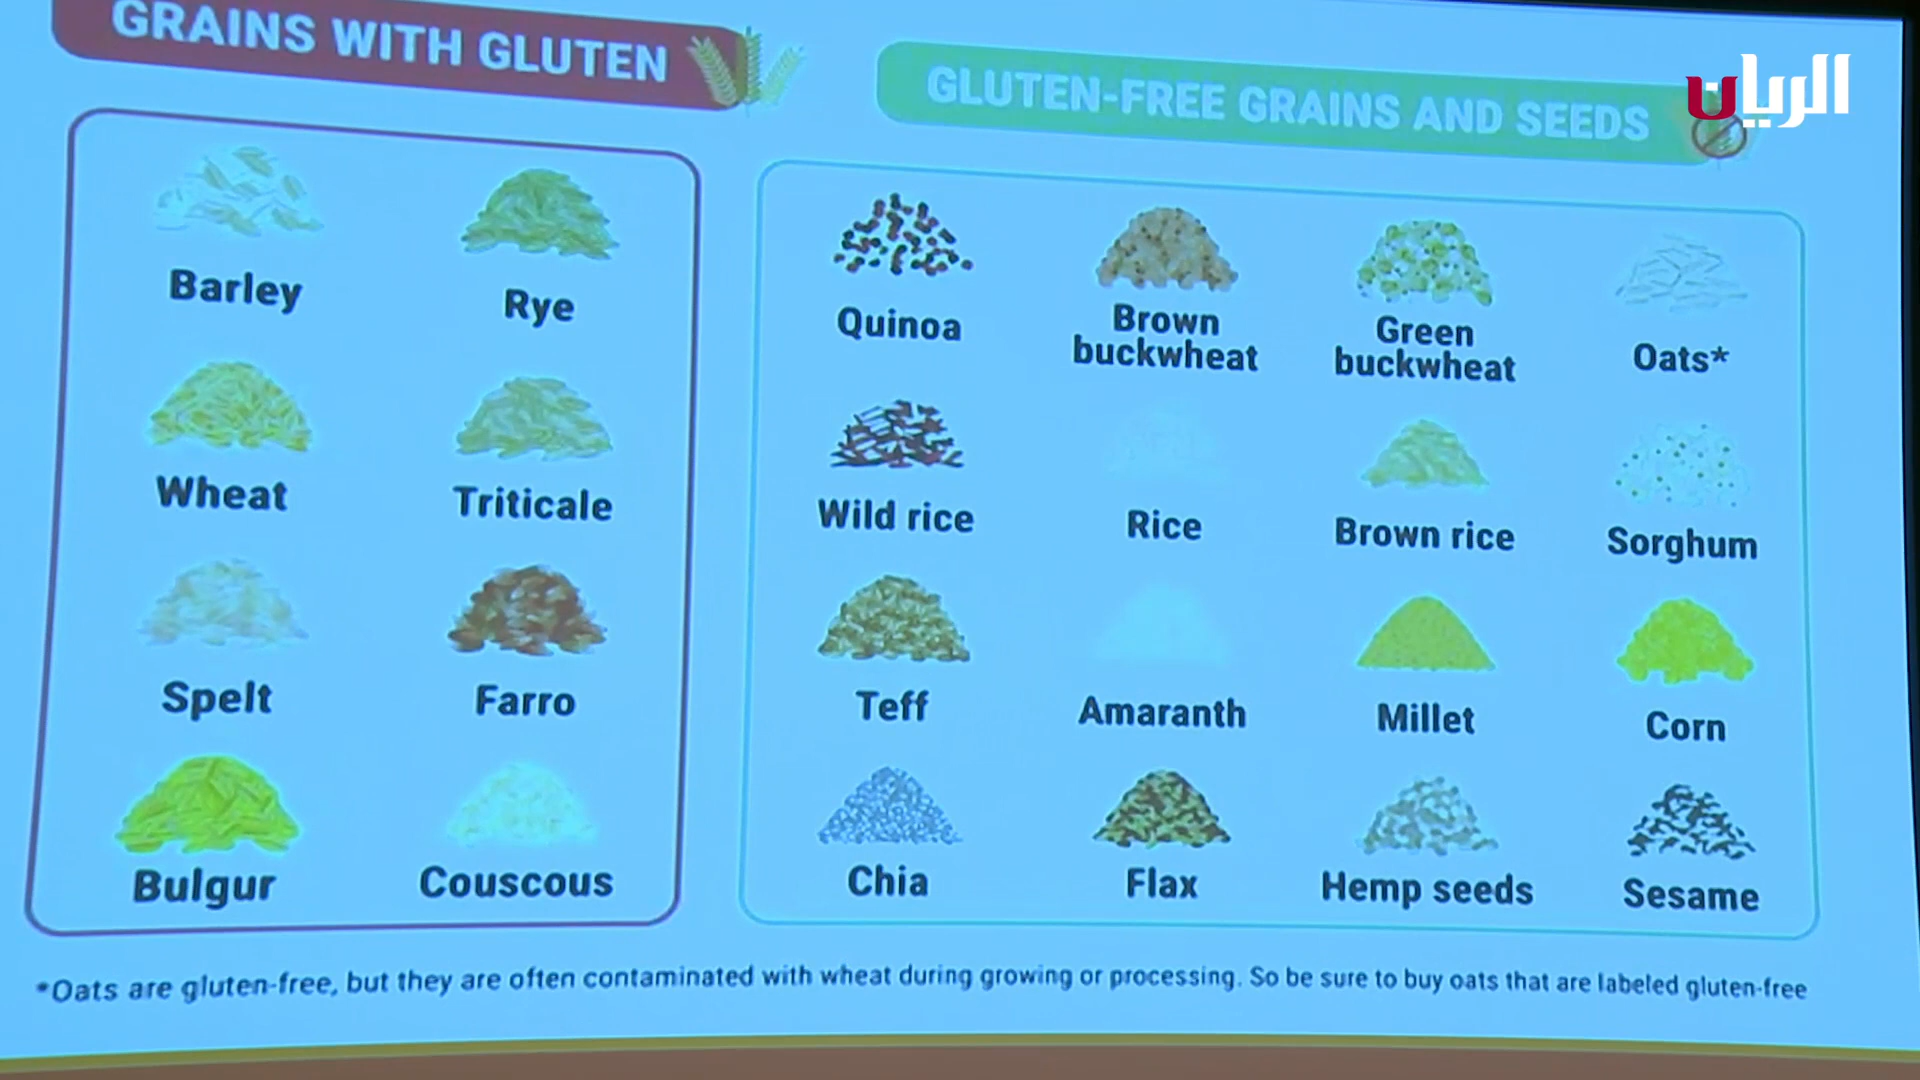 GRAINS WITH GLUTEN
GLUTEN-FREE GRAINS AND SEEDS
الريان
Barley
Rye
Wheat
Triticale
Spelt
Farro
Bulgur
Couscous
Quinoa
Brown
buckwheat
Green
buckwheat
Oats*
Wild rice
Rice
Brown rice
Sorghum
Teff
Amaranth
Millet
Corn
Chia
Flax
Hemp seeds
Sesame
*Oats are gluten-free, but they are often contaminated with wheat during growing or processing. So be sure to buy oats that are labeled gluten-free